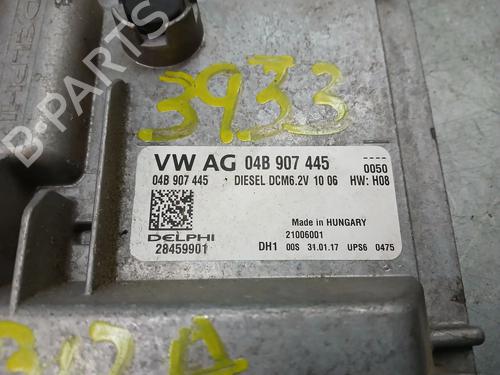 3933
VW AG 04B 907 445
0050
04B 907 445 DIESEL DCM6.2V 10 06 HW: H08
Made in HUNGARY
21006001
DELPHI
28459901
DH1 00S 31.01.17 UPS6 0475
B-PARTS